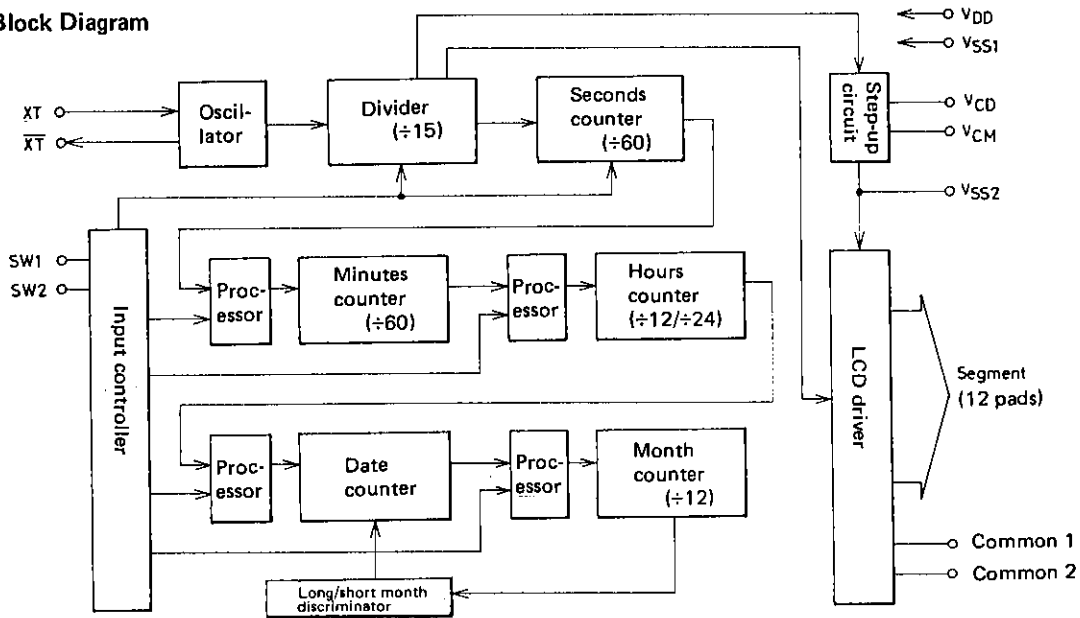 Block Diagram
XT
XT
Oscil-
lator
Divider
(÷15)
Seconds
counter
(÷60)
VDD
VSS1
Step-up
circuit
VCD
VCM
VSS2
SW1
SW2
Input controller
Proc-
essor
Minutes
counter
(÷60)
Proc-
essor
Hours
counter
(÷12/÷24)
LCD driver
Segment
(12 pads)
Proc-
essor
Date
counter
Proc-
essor
Month
counter
(÷12)
Long/short month
discriminator
Common 1
Common 2